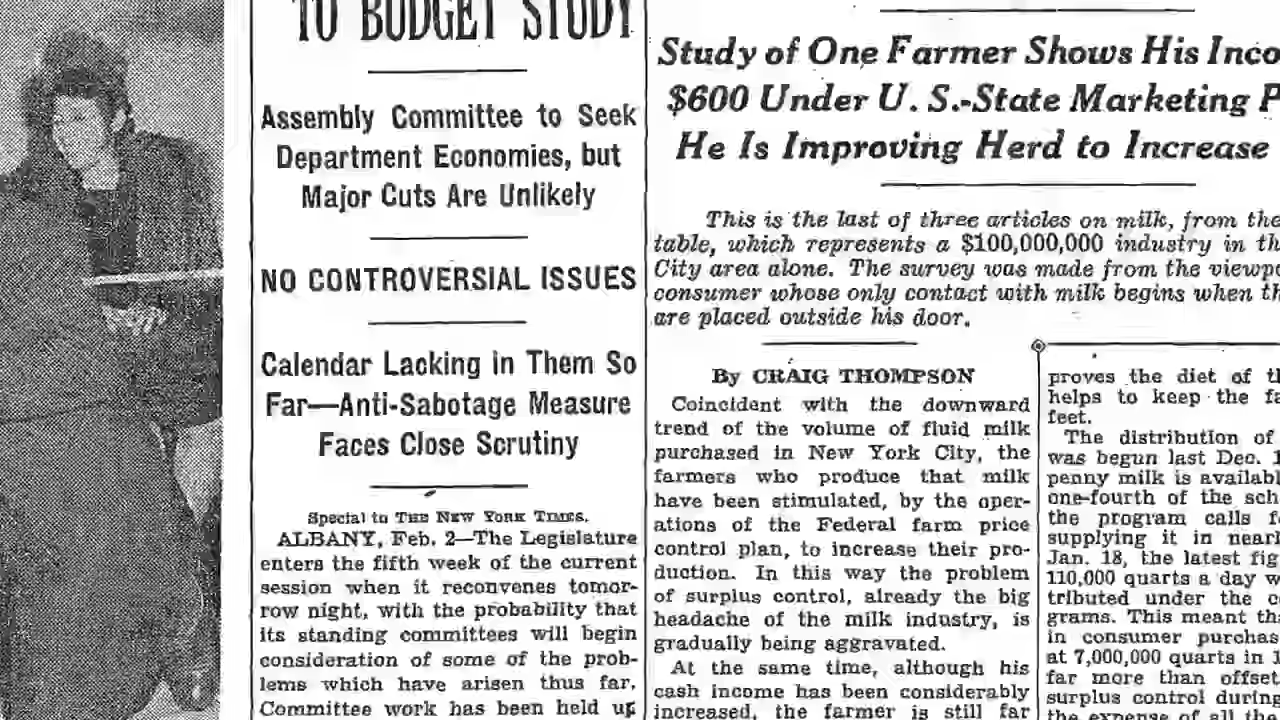 TO BUDGET STUDY
Assembly Committee to Seek
Department Economies, but
Major Cuts Are Unlikely
NO CONTROVERSIAL ISSUES
Calendar Lacking in Them So
Far—Anti-Sabotage Measure
Faces Close Scrutiny
Special to THE NEW YORK TIMES.
ALBANY, Feb. 2—The Legislature
enters the fifth week of the current
session when it reconvenes tomor-
row night, with the probability that
its standing committees will begin
consideration of some of the prob-
lems which have arisen thus far.
Committee work has been held up
Study of One Farmer Shows His Inco
$600 Under U. S.-State Marketing P
He Is Improving Herd to Increase
This is the last of three articles on milk, from the
table, which represents a $100,000,000 industry in th
City area alone. The survey was made from the viewpo
consumer whose only contact with milk begins when th
are placed outside his door.
By CRAIG THOMPSON
Coincident with the downward
trend of the volume of fluid milk
purchased in New York City, the
farmers who produce that milk
have been stimulated, by the oper-
ations of the Federal farm price
control plan, to increase their pro-
duction. In this way the problem
of surplus control, already the big
headache of the milk industry, is
gradually being aggravated.
At the same time, although his
cash income has been considerably
increased, the farmer is still far
proves the diet of th
helps to keep the fa
feet.
The distribution of
was begun last Dec. 1
penny milk is availabl
one-fourth of the sch
the program calls f
supplying it in nearl
Jan. 18, the latest fig
110,000 quarts a day w
tributed under the c
grams. This meant tha
in consumer purchas
at 7,000,000 quarts in 1
far more than offset
surplus control during
the expense of all the